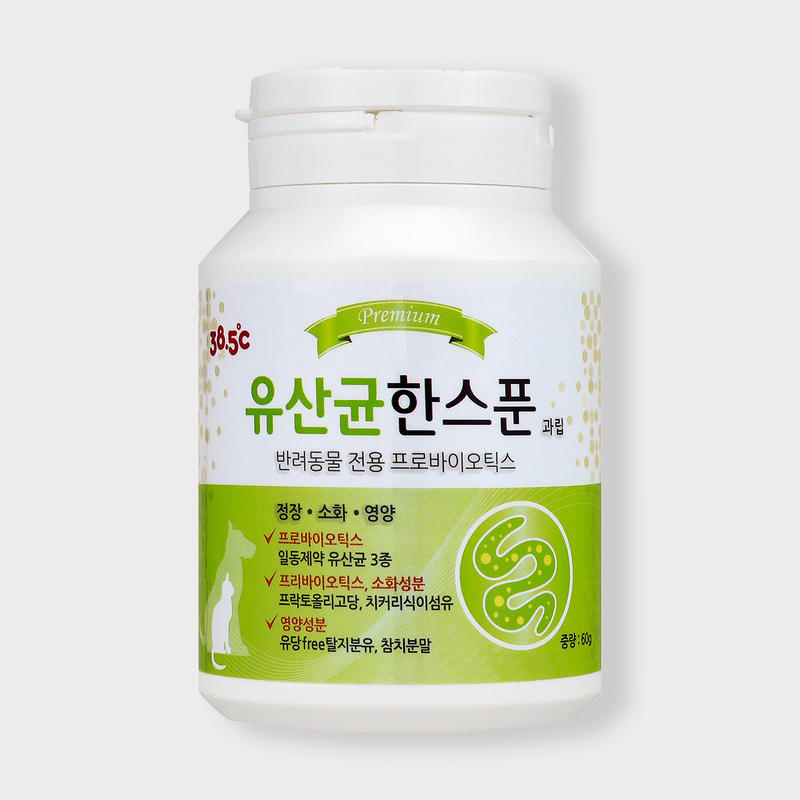 Premium
38.5℃
유산균한스푼 과립
반려동물 전용 프로바이오틱스
정장 • 소화 • 영양
✓ 프로바이오틱스
일동제약 유산균 3종
✓ 프리바이오틱스, 소화성분
프락토올리고당, 치커리식이섬유
✓ 영양성분
유당free탈지분유, 참치분말
중량 : 60g